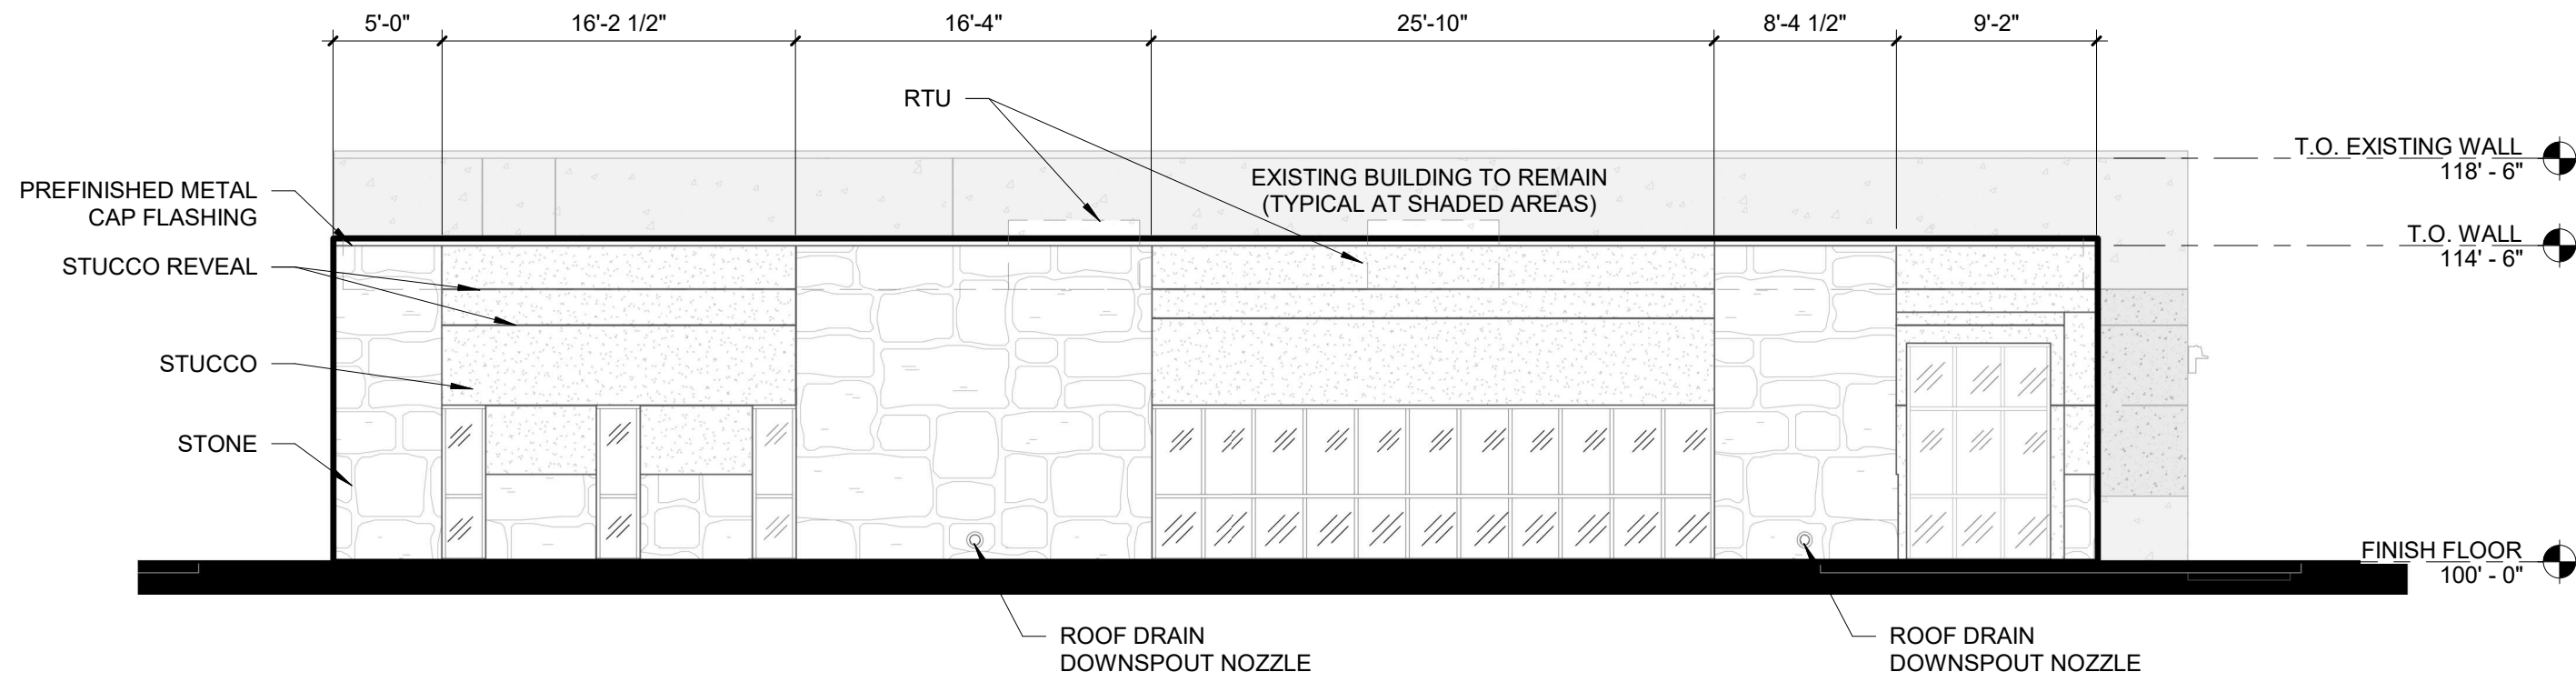 5'-0" 16'-2 1/2" 16'-4" 25'-10" 8'-4 1/2" 9'-2"
RTU
T.O. EXISTING WALL
118' - 6"
EXISTING BUILDING TO REMAIN
(TYPICAL AT SHADED AREAS)
PREFINISHED METAL
CAP FLASHING
T.O. WALL
114' - 6"
STUCCO REVEAL
STUCCO
STONE
FINISH FLOOR
100' - 0"
ROOF DRAIN
DOWNSPOUT NOZZLE
ROOF DRAIN
DOWNSPOUT NOZZLE